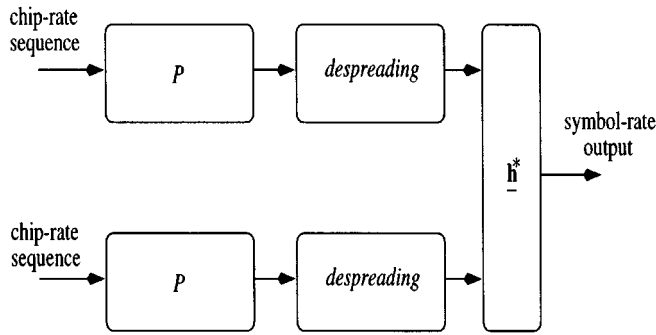 chip-rate
sequence
P
despreading
symbol-rate
output
h*
chip-rate
sequence
P
despreading